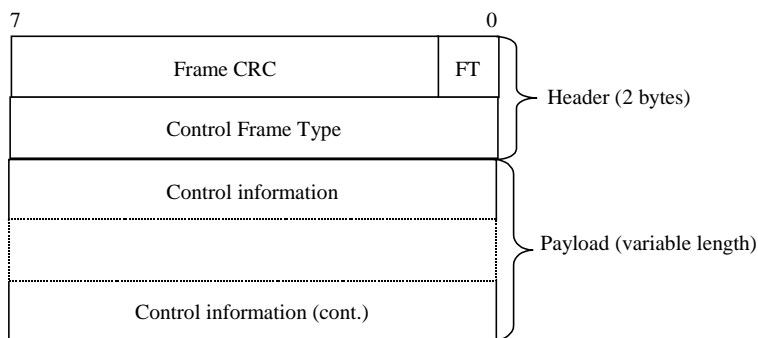 7 0
Frame CRC FT
Header (2 bytes)
Control Frame Type
Control information
Payload (variable length)
Control information (cont.)